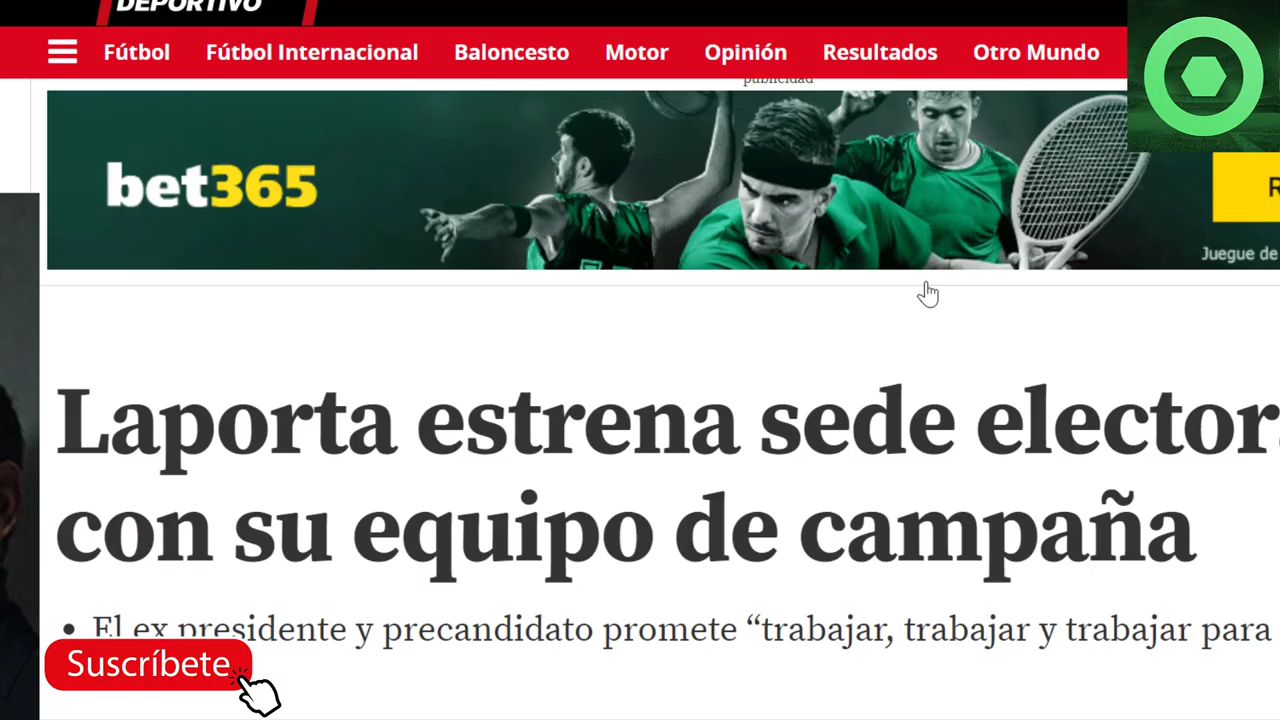 DEPORTIVO
Fútbol Fútbol Internacional Baloncesto Motor Opinión Resultados Otro Mundo
publicidad
bet365
Juegue de
Laporta estrena sede elector
con su equipo de campaña
• El ex presidente y precandidato promete “trabajar, trabajar y trabajar para
Suscríbete